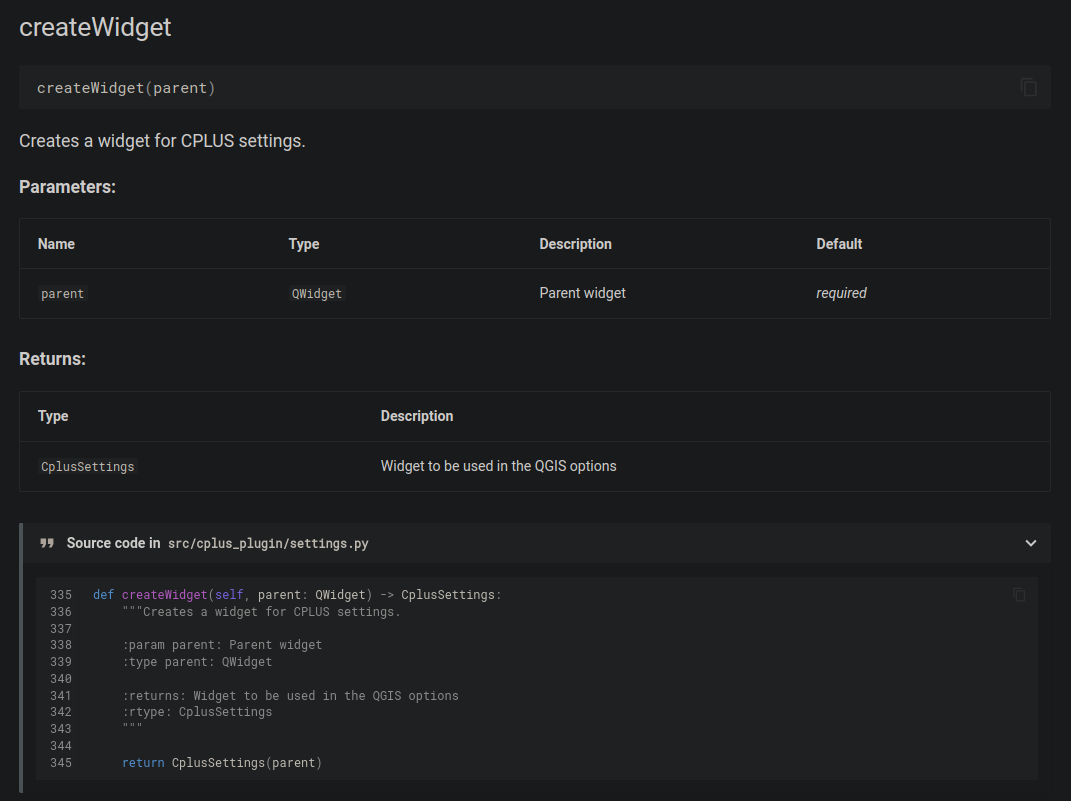 createWidget
createWidget(parent)
Creates a widget for CPLUS settings.
Parameters:
Name Type Description Default
parent QWidget Parent widget required
Returns:
Type Description
CplusSettings Widget to be used in the QGIS options
Source code in src/cplus_plugin/settings.py
335 def createWidget(self, parent: QWidget) -> CplusSettings:
336     """Creates a widget for CPLUS settings.
337
338     :param parent: Parent widget
339     :type parent: QWidget
340
341     :returns: Widget to be used in the QGIS options
342     :rtype: CplusSettings
343     """
344
345     return CplusSettings(parent)